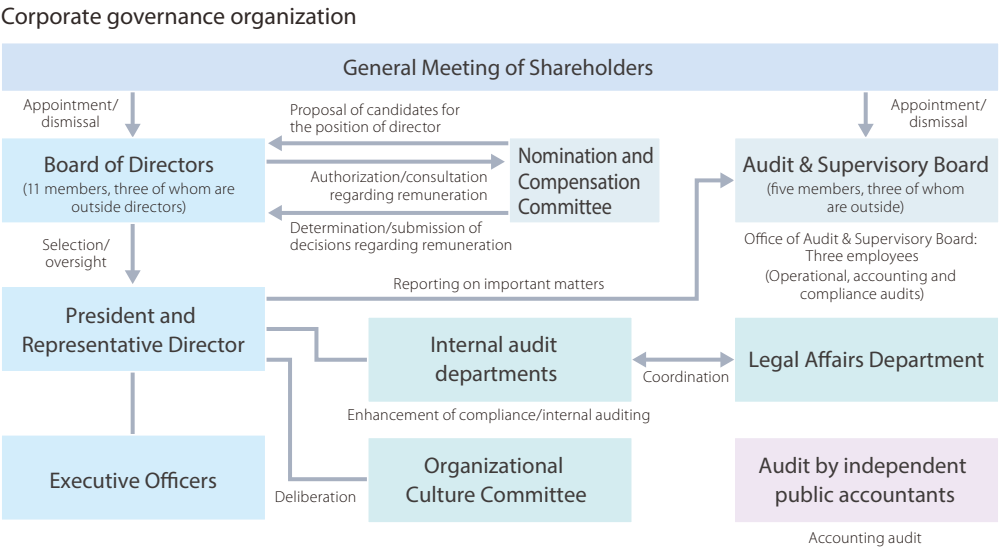 Corporate governance organization
General Meeting of Shareholders
Appointment/
dismissal
Proposal of candidates for
the position of director
Appointment/
dismissal
Board of Directors
(11 members, three of whom are
outside directors)
Authorization/consultation
regarding remuneration
Nomination and
Compensation
Committee
Audit & Supervisory Board
(five members, three of whom
are outside)
Determination/submission of
decisions regarding remuneration
Selection/
oversight
Office of Audit & Supervisory Board:
Three employees
(Operational, accounting and
compliance audits)
Reporting on important matters
President and
Representative Director
Internal audit
departments
Coordination
Legal Affairs Department
Enhancement of compliance/internal auditing
Executive Officers
Deliberation
Organizational
Culture Committee
Audit by independent
public accountants
Accounting audit